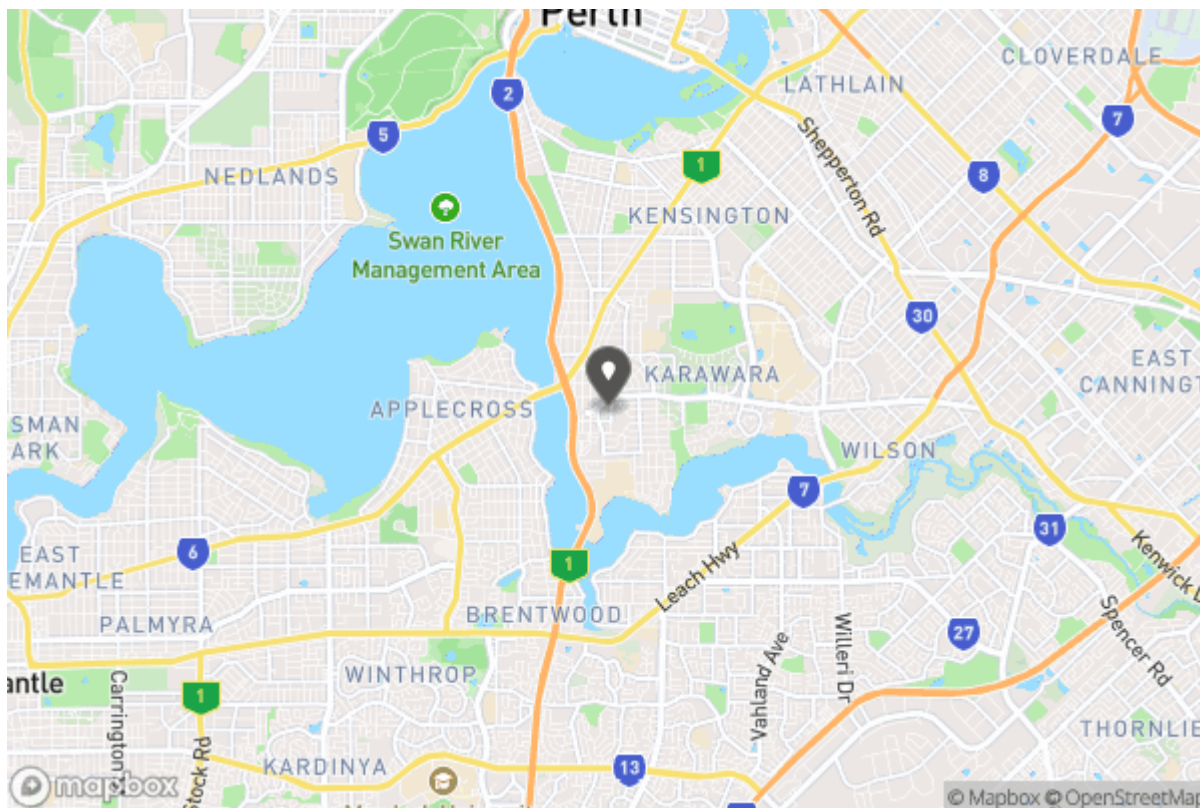 Perth
CLOVERDALE
2
LATHLAIN
7
5
Shepperton Rd
NEDLANDS
1
8
KENSINGTON
Swan River
Management Area
30
EAST
CANNINGT
KARAWARA
APPLECROSS
SMAN
ARK
WILSON
7
31
6
EAST
EMANTLE
1
Leach Hwy
Kenwick
BRENTWOOD
PALMYRA
27
Spencer Rd
Willeri Dr
Vahland Ave
WINTHROP
antle
Carrington
1
Stock Rd
THORNLIE
KARDINYA
13
mapbox
© Mapbox © OpenStreetMap